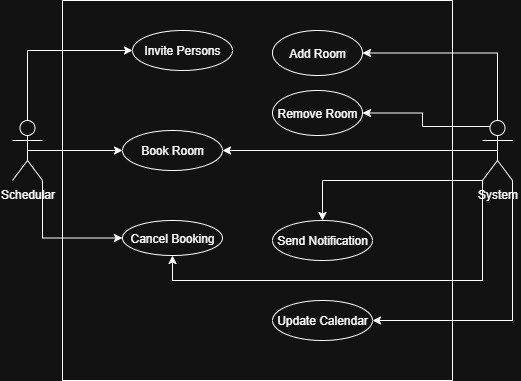 Invite Persons
Add Room
Remove Room
Book Room
Schedular
System
Cancel Booking
Send Notification
Update Calendar